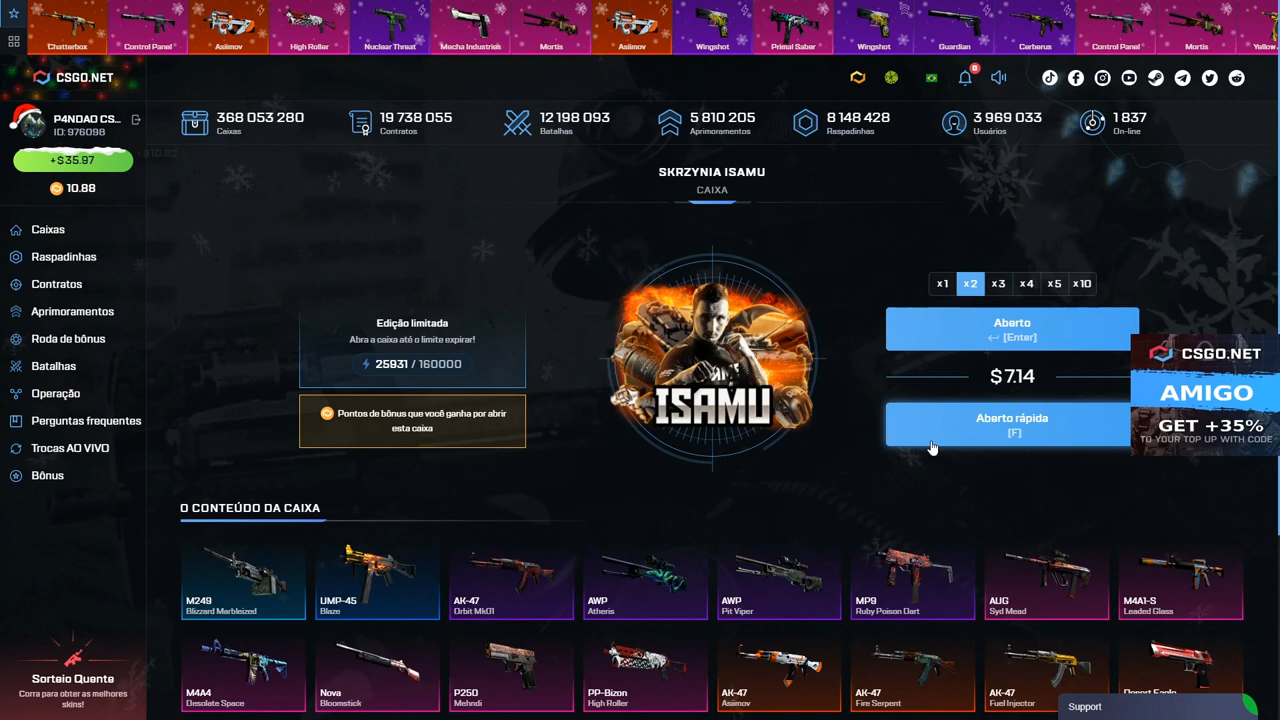 Chatterbox
Control Panel
Asiimov
High Roller
Nuclear Threat
Mecha Industries
Mortis
Asiimov
Wingshot
Primal Saber
Wingshot
Guardian
Cerberus
Control Panel
Mortis
Yellow
CSGO.NET
0
P4NDAO CS...
ID: 976098
+$35.97
+$10.82
10.88
368 053 280
Caixas
19 738 055
Contratos
12 198 093
Batalhas
5 810 205
Aprimoramentos
8 148 428
Raspadinhas
3 969 033
Usuários
1 837
On-line
Caixas
Raspadinhas
Contratos
Aprimoramentos
Roda de bônus
Batalhas
Operação
Perguntas frequentes
Trocas AO VIVO
Bônus
Sorteio Quente
Corra para obter as melhores
skins!
SKRZYNIA ISAMU
CAIXA
Edição limitada
Abra a caixa até o limite expirar!
25931 / 160000
Pontos de bônus que você ganha por abrir
esta caixa
ISAMU
x1 x2 x3 x4 x5 x10
Aberto
[Enter]
$7.14
Aberto rápida
[F]
CSGO.NET
AMIGO
GET +35%
TO YOUR TOP UP WITH CODE
O CONTEÚDO DA CAIXA
M249
Blizzard Marbleized
UMP-45
Blaze
AK-47
Orbit Mk01
AWP
Atheris
AWP
Pit Viper
MP9
Ruby Poison Dart
AUG
Syd Mead
M4A1-S
Leaded Glass
M4A4
Desolate Space
Nova
Bloomstick
P250
Mehndi
PP-Bizon
High Roller
AK-47
Asiimov
AK-47
Fire Serpent
AK-47
Fuel Injector
Desert Eagle
Support